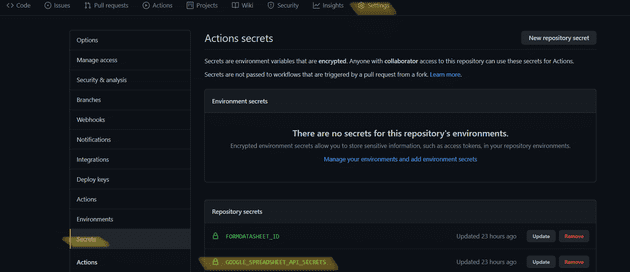 Code Issues Pull requests Actions Projects Wiki Security Insights Settings
Options
Manage access
Security & analysis
Branches
Webhooks
Notifications
Integrations
Deploy keys
Actions
Environments
Secrets
Actions
Actions secrets
New repository secret
Secrets are environment variables that are encrypted. Anyone with collaborator access to this repository can use these secrets for Actions.
Secrets are not passed to workflows that are triggered by a pull request from a fork. Learn more.
Environment secrets
There are no secrets for this repository's environments.
Encrypted environment secrets allow you to store sensitive information, such as access tokens, in your repository environments.
Manage your environments and add environment secrets
Repository secrets
FORMDATASHEET_ID Updated 23 hours ago Update Remove
GOOGLE_SPREADSHEET_API_SECRETS Updated 23 hours ago Update Remove